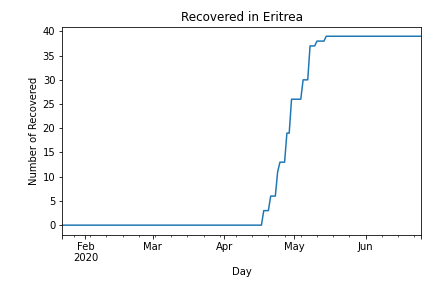 Recovered in Eritrea
Number of Recovered
40
35
30
25
20
15
10
5
0
Feb
2020
Mar
Apr
May
Jun
Day